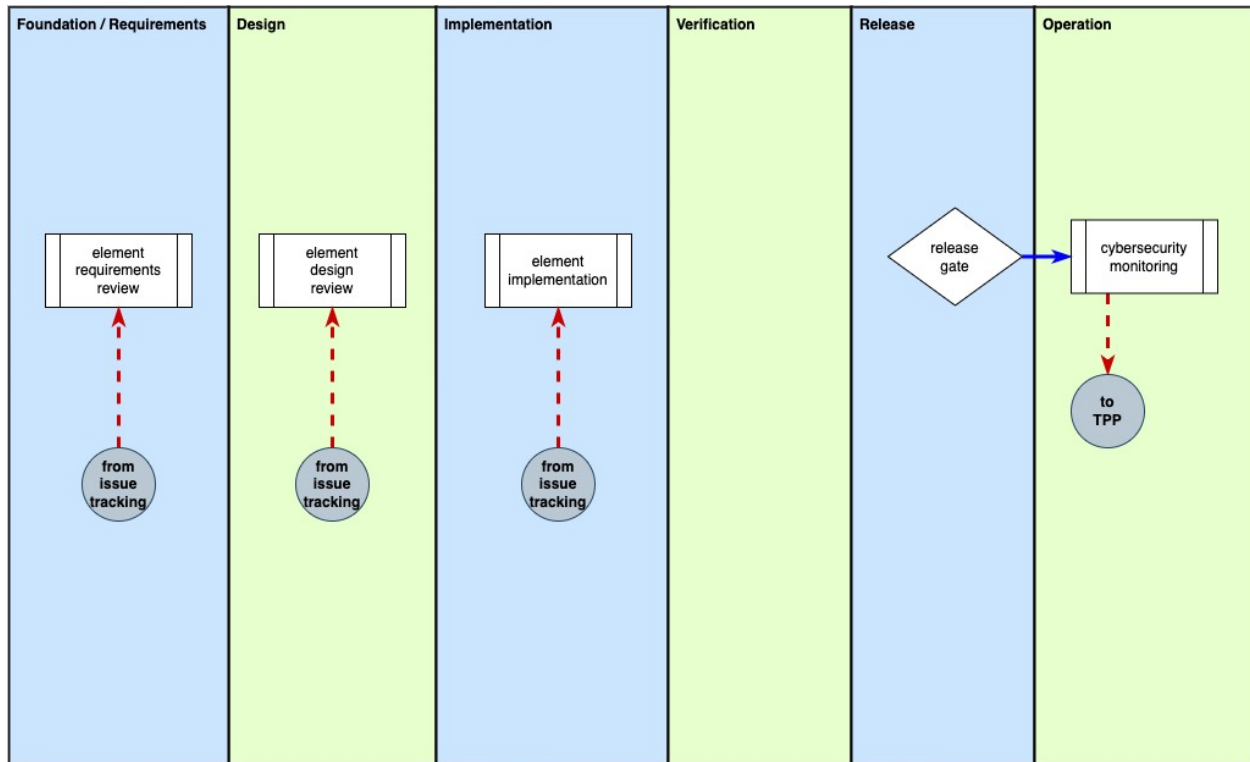 Foundation / Requirements
Design
Implementation
Verification
Release
Operation
element
requirements
review
element
design
review
element
implementation
release
gate
cybersecurity
monitoring
to
TPP
from
issue
tracking
from
issue
tracking
from
issue
tracking